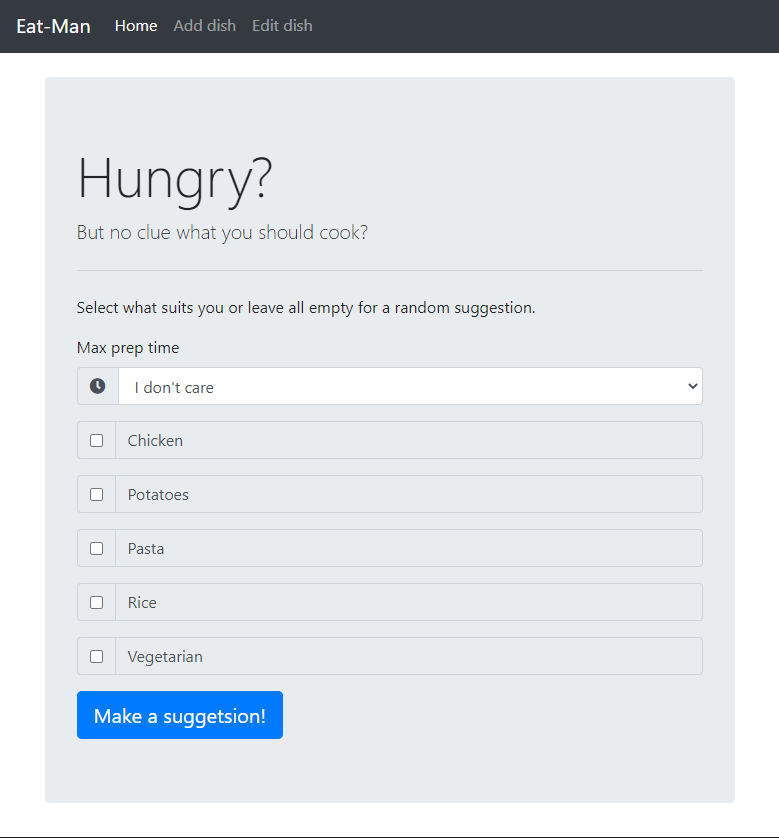 Eat-Man Home Add dish Edit dish
Hungry?
But no clue what you should cook?
Select what suits you or leave all empty for a random suggestion.
Max prep time
I don't care
Chicken
Potatoes
Pasta
Rice
Vegetarian
Make a suggetsion!